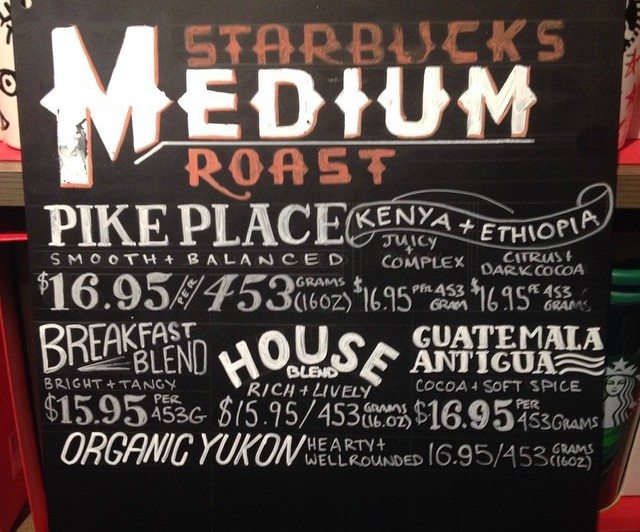 STARBUCKS
MEDIUM
ROAST
PIKE PLACE
SMOOTH + BALANCED
$16.95/PER/453 GRAMS (16OZ)
KENYA + ETHIOPIA
JUICY + COMPLEX
$16.95 PER 453 GRAM
CITRUS + DARK COCOA
$16.95 PE 453 GRAMS
BREAKFAST
BLEND
BRIGHT + TANGY
$15.95 PER 453G
HOUSE
BLEND
RICH + LIVELY
$15.95/453 GRAMS (16.OZ)
GUATEMALA
ANTIGUA
COCOA + SOFT SPICE
$16.95 PER 453 GRAMS
ORGANIC YUKON HEARTY + WELLROUNDED 16.95/453 GRAMS (16OZ)